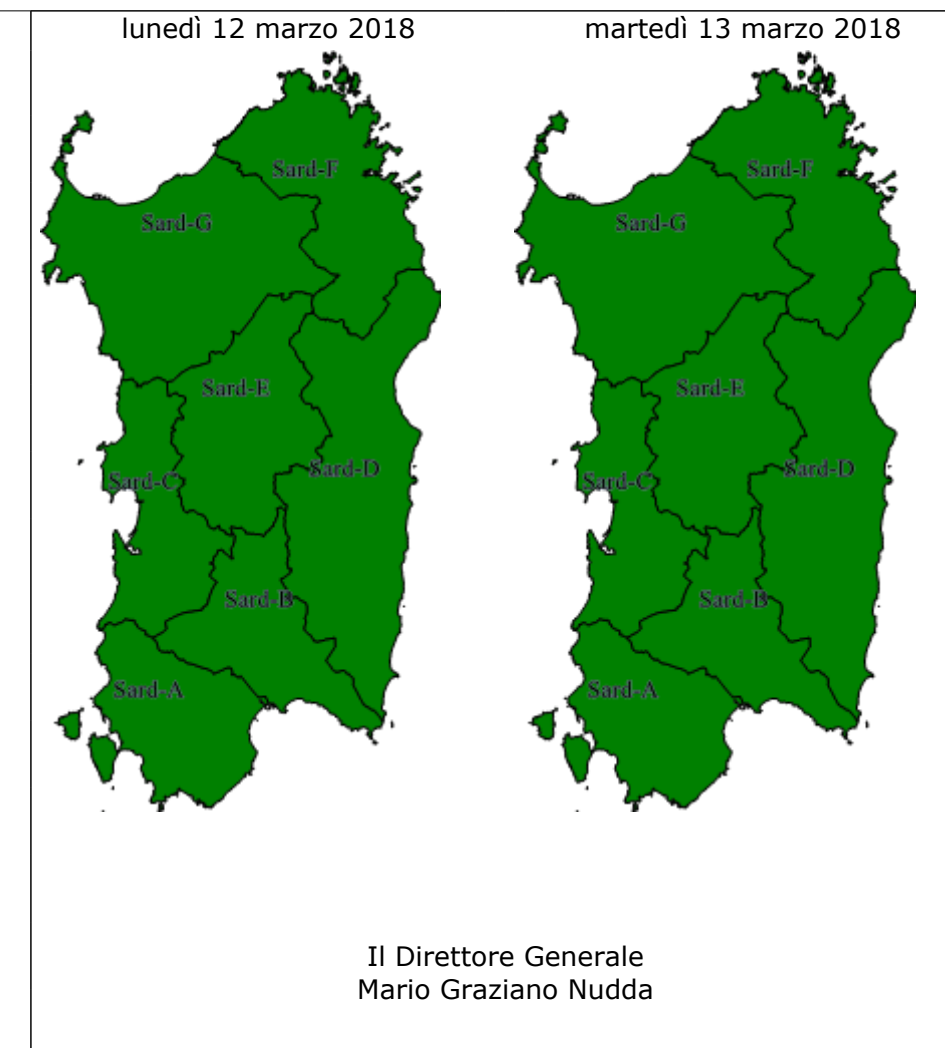 lunedì 12 marzo 2018
martedì 13 marzo 2018
Sard-F
Sard-G
Sard-E
Sard-D
Sard-C
Sard-B
Sard-A
Sard-F
Sard-G
Sard-E
Sard-D
Sard-C
Sard-B
Sard-A
Il Direttore Generale
Mario Graziano Nudda